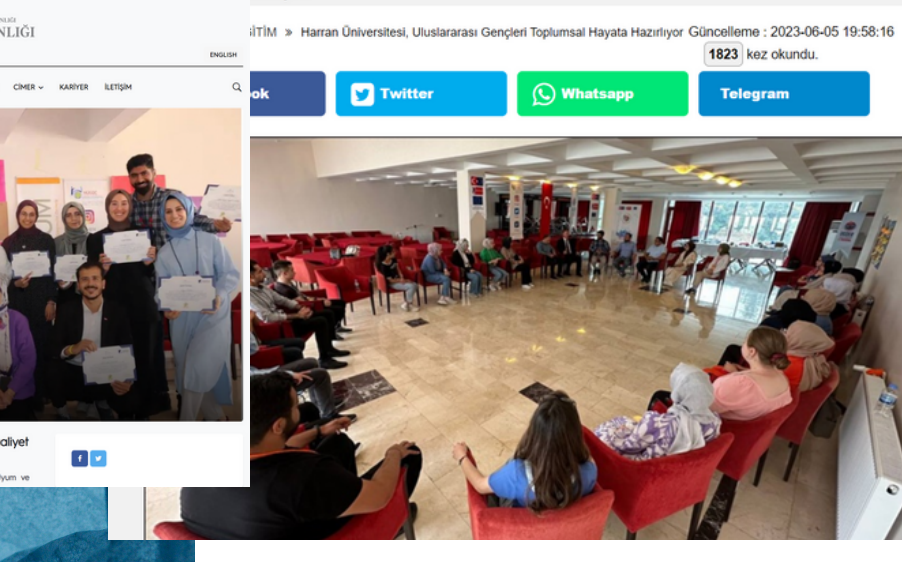 NLIĞI
ENGLISH
CİMER
KARİYER
İLETİŞİM
aliyet
yum ve
İTİM » Harran Üniversitesi, Uluslararası Gençleri Toplumsal Hayata Hazırlıyor
Güncelleme : 2023-06-05 19:58:16
1823 kez okundu.
ok
Twitter
Whatsapp
Telegram